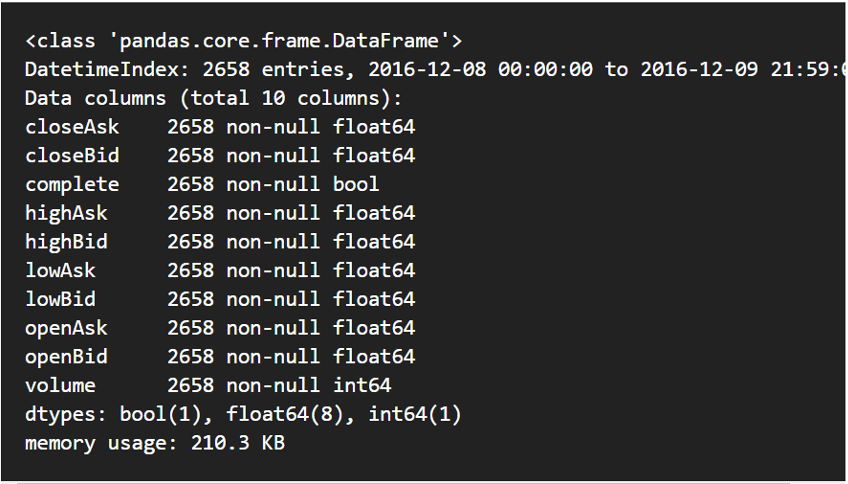 <class 'pandas.core.frame.DataFrame'>
DatetimeIndex: 2658 entries, 2016-12-08 00:00:00 to 2016-12-09 21:59:
Data columns (total 10 columns):
closeAsk    2658 non-null float64
closeBid    2658 non-null float64
complete    2658 non-null bool
highAsk     2658 non-null float64
highBid     2658 non-null float64
lowAsk      2658 non-null float64
lowBid      2658 non-null float64
openAsk     2658 non-null float64
openBid     2658 non-null float64
volume      2658 non-null int64
dtypes: bool(1), float64(8), int64(1)
memory usage: 210.3 KB